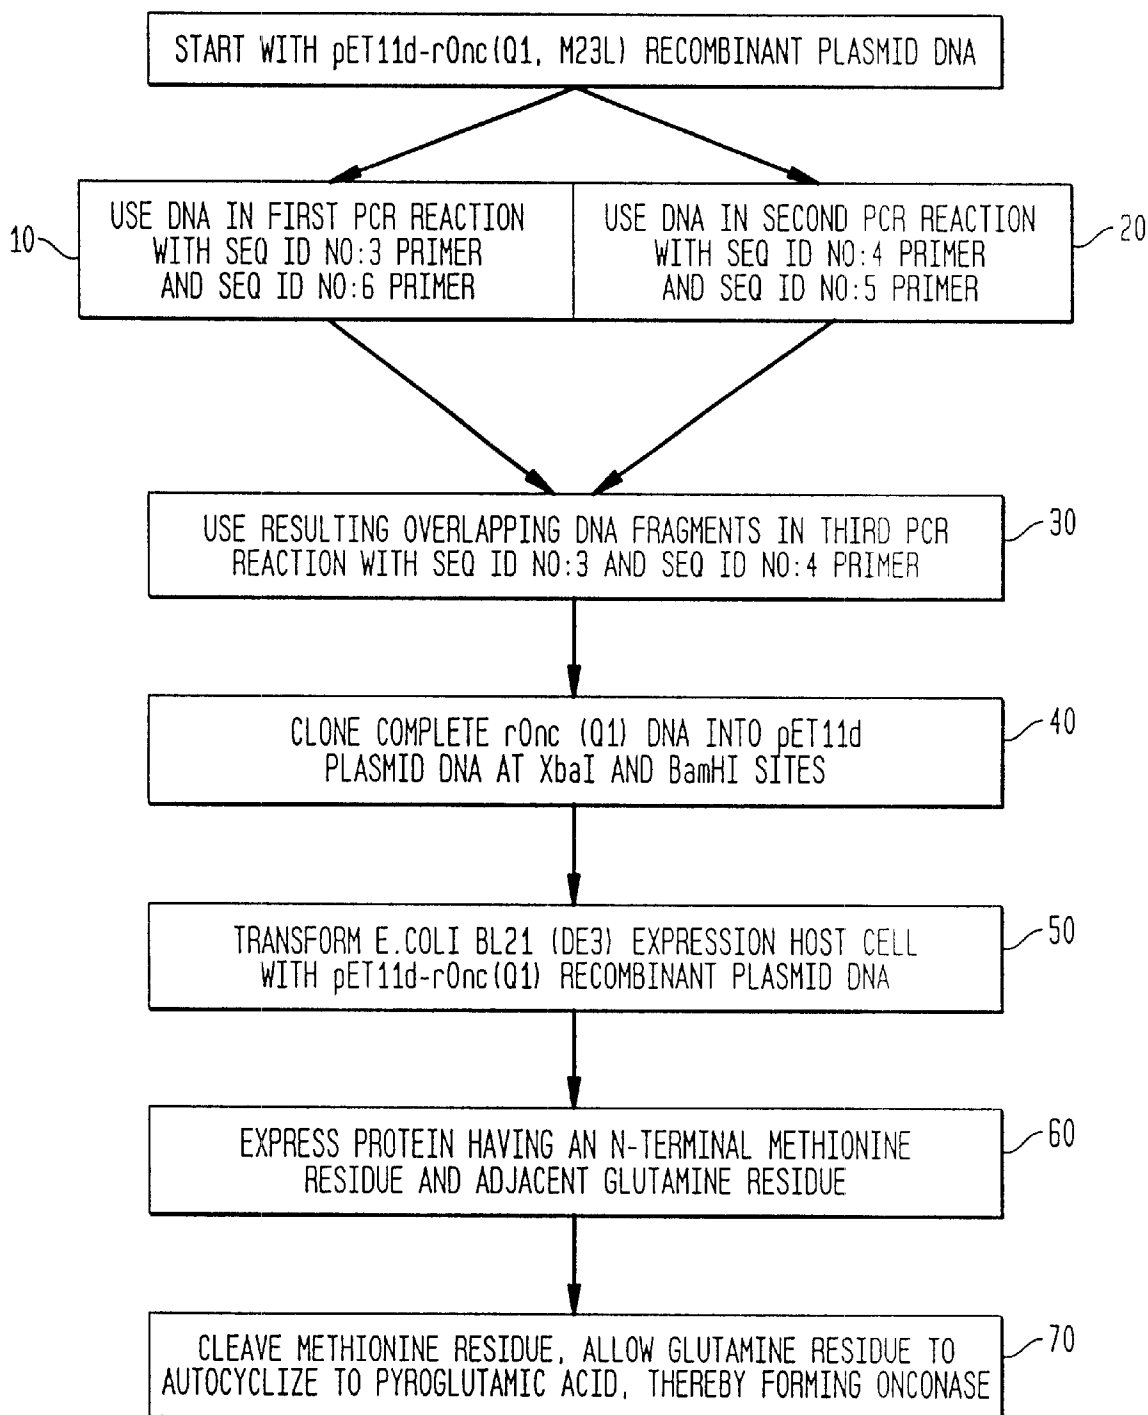 START WITH pET11d-rOnc(Q1, M23L) RECOMBINANT PLASMID DNA
10
USE DNA IN FIRST PCR REACTION
WITH SEQ ID NO:3 PRIMER
AND SEQ ID NO:6 PRIMER
USE DNA IN SECOND PCR REACTION
WITH SEQ ID NO:4 PRIMER
AND SEQ ID NO:5 PRIMER
20
USE RESULTING OVERLAPPING DNA FRAGMENTS IN THIRD PCR
REACTION WITH SEQ ID NO:3 AND SEQ ID NO:4 PRIMER
30
CLONE COMPLETE rOnc (Q1) DNA INTO pET11d
PLASMID DNA AT XbaI AND BamHI SITES
40
TRANSFORM E.COLI BL21 (DE3) EXPRESSION HOST CELL
WITH pET11d-rOnc(Q1) RECOMBINANT PLASMID DNA
50
EXPRESS PROTEIN HAVING AN N-TERMINAL METHIONINE
RESIDUE AND ADJACENT GLUTAMINE RESIDUE
60
CLEAVE METHIONINE RESIDUE, ALLOW GLUTAMINE RESIDUE TO
AUTOCYCLIZE TO PYROGLUTAMIC ACID, THEREBY FORMING ONCONASE
70